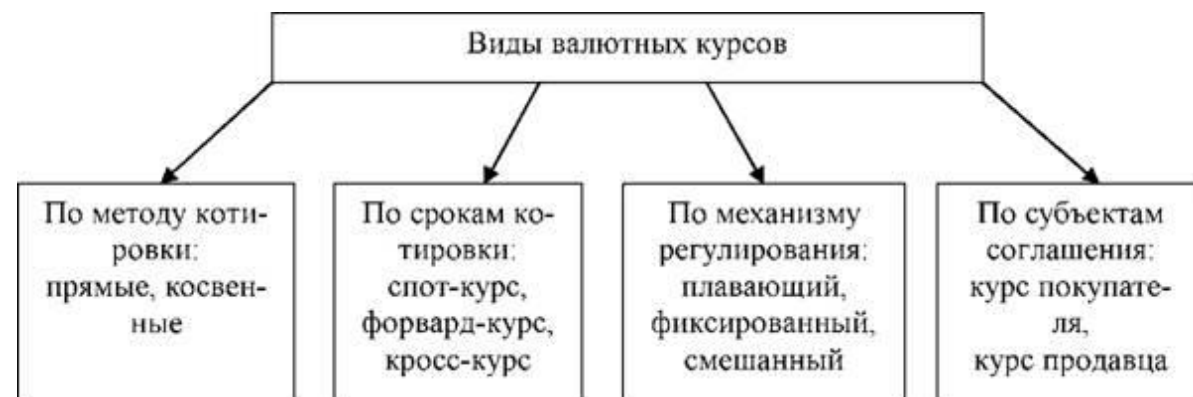 Виды валютных курсов
По методу коти-
ровки:
прямые, косвен-
ные
По срокам ко-
тировки:
спот-курс,
форвард-курс,
кросс-курс
По механизму
регулирования:
плавающий,
фиксированный,
смешанный
По субъектам
соглашения:
курс покупате-
ля,
курс продавца